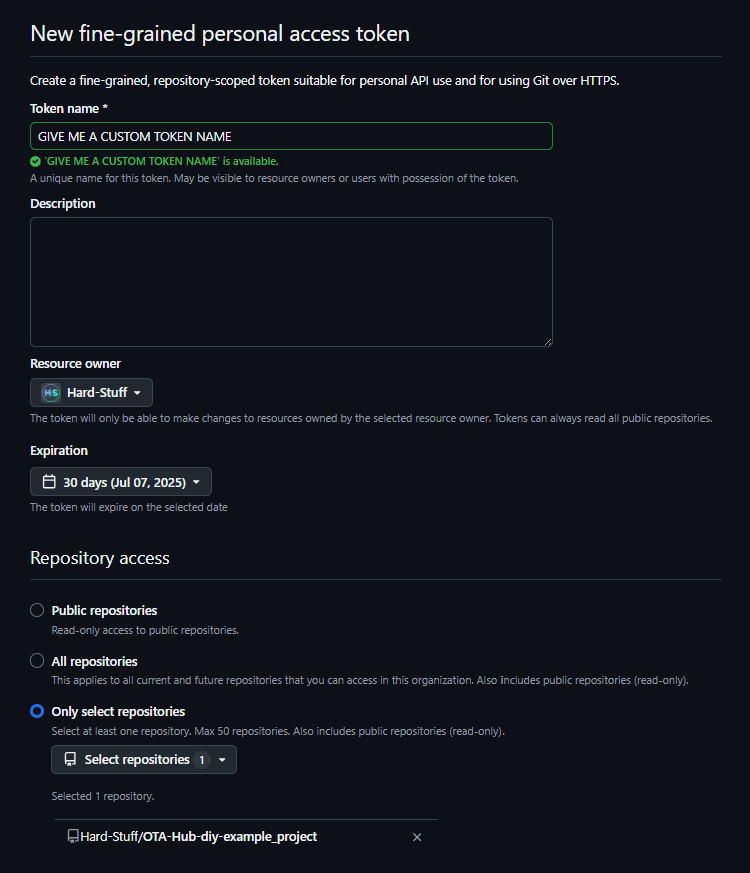 New fine-grained personal access token
Create a fine-grained, repository-scoped token suitable for personal API use and for using Git over HTTPS.
Token name *
GIVE ME A CUSTOM TOKEN NAME
'GIVE ME A CUSTOM TOKEN NAME' is available.
A unique name for this token. May be visible to resource owners or users with possession of the token.
Description
Resource owner
HS Hard-Stuff
The token will only be able to make changes to resources owned by the selected resource owner. Tokens can always read all public repositories.
Expiration
30 days (Jul 07, 2025)
The token will expire on the selected date
Repository access
Public repositories
Read-only access to public repositories.
All repositories
This applies to all current and future repositories that you can access in this organization. Also includes public repositories (read-only).
Only select repositories
Select at least one repository. Max 50 repositories. Also includes public repositories (read-only).
Select repositories 1
Selected 1 repository.
Hard-Stuff/OTA-Hub-diy-example_project